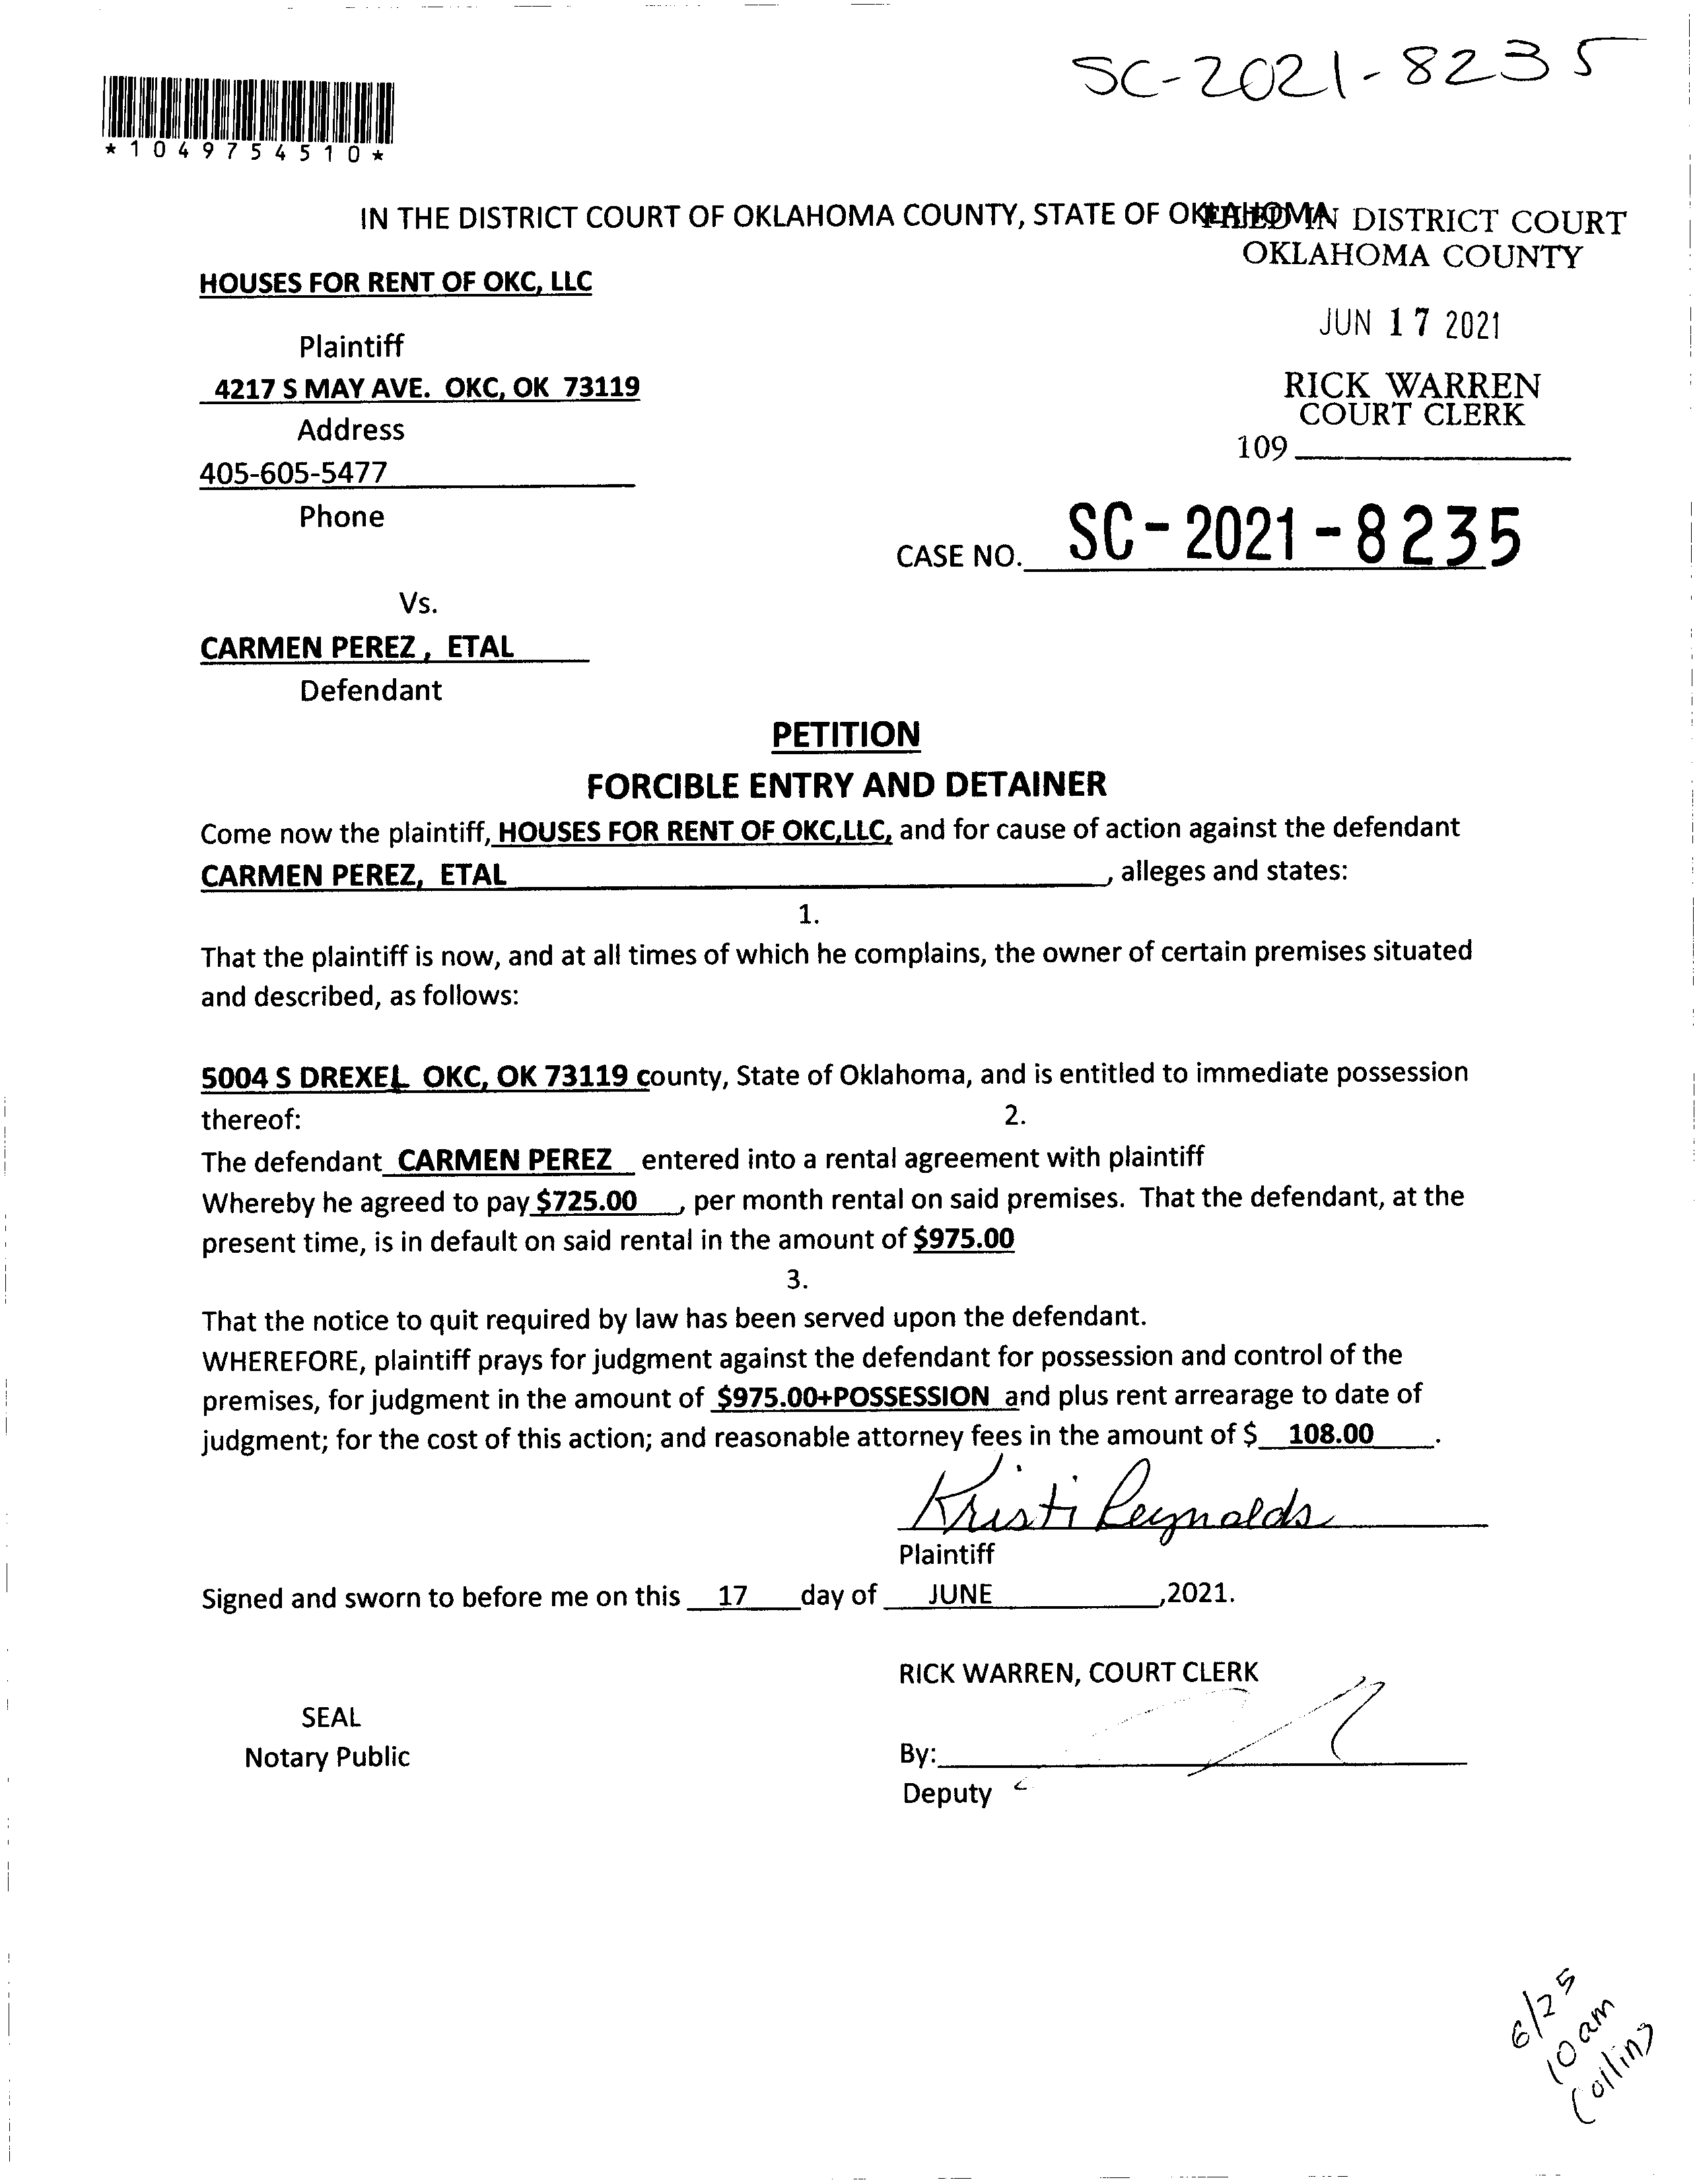 SC-2021-8235
*1049754510*
IN THE DISTRICT COURT OF OKLAHOMA COUNTY, STATE OF OKLAHOMA
FILED IN DISTRICT COURT
OKLAHOMA COUNTY
HOUSES FOR RENT OF OKC, LLC
JUN 17 2021
Plaintiff
4217 S MAY AVE. OKC, OK 73119
RICK WARREN
COURT CLERK
Address
109
405-605-5477
Phone
CASE NO. SC-2021-8235
Vs.
CARMEN PEREZ , ETAL
Defendant
PETITION
FORCIBLE ENTRY AND DETAINER
Come now the plaintiff, HOUSES FOR RENT OF OKC,LLC, and for cause of action against the defendant
CARMEN PEREZ, ETAL , alleges and states:
1.
That the plaintiff is now, and at all times of which he complains, the owner of certain premises situated
and described, as follows:
5004 S DREXEL OKC, OK 73119 county, State of Oklahoma, and is entitled to immediate possession
thereof: 2.
The defendant CARMEN PEREZ entered into a rental agreement with plaintiff
Whereby he agreed to pay $725.00 , per month rental on said premises. That the defendant, at the
present time, is in default on said rental in the amount of $975.00
3.
That the notice to quit required by law has been served upon the defendant.
WHEREFORE, plaintiff prays for judgment against the defendant for possession and control of the
premises, for judgment in the amount of $975.00+POSSESSION and plus rent arrearage to date of
judgment; for the cost of this action; and reasonable attorney fees in the amount of $ 108.00 .
Kristi Reynolds
Plaintiff
Signed and sworn to before me on this 17 day of JUNE ,2021.
RICK WARREN, COURT CLERK
SEAL
Notary Public
By:
Deputy
6/25
10 am
Collins